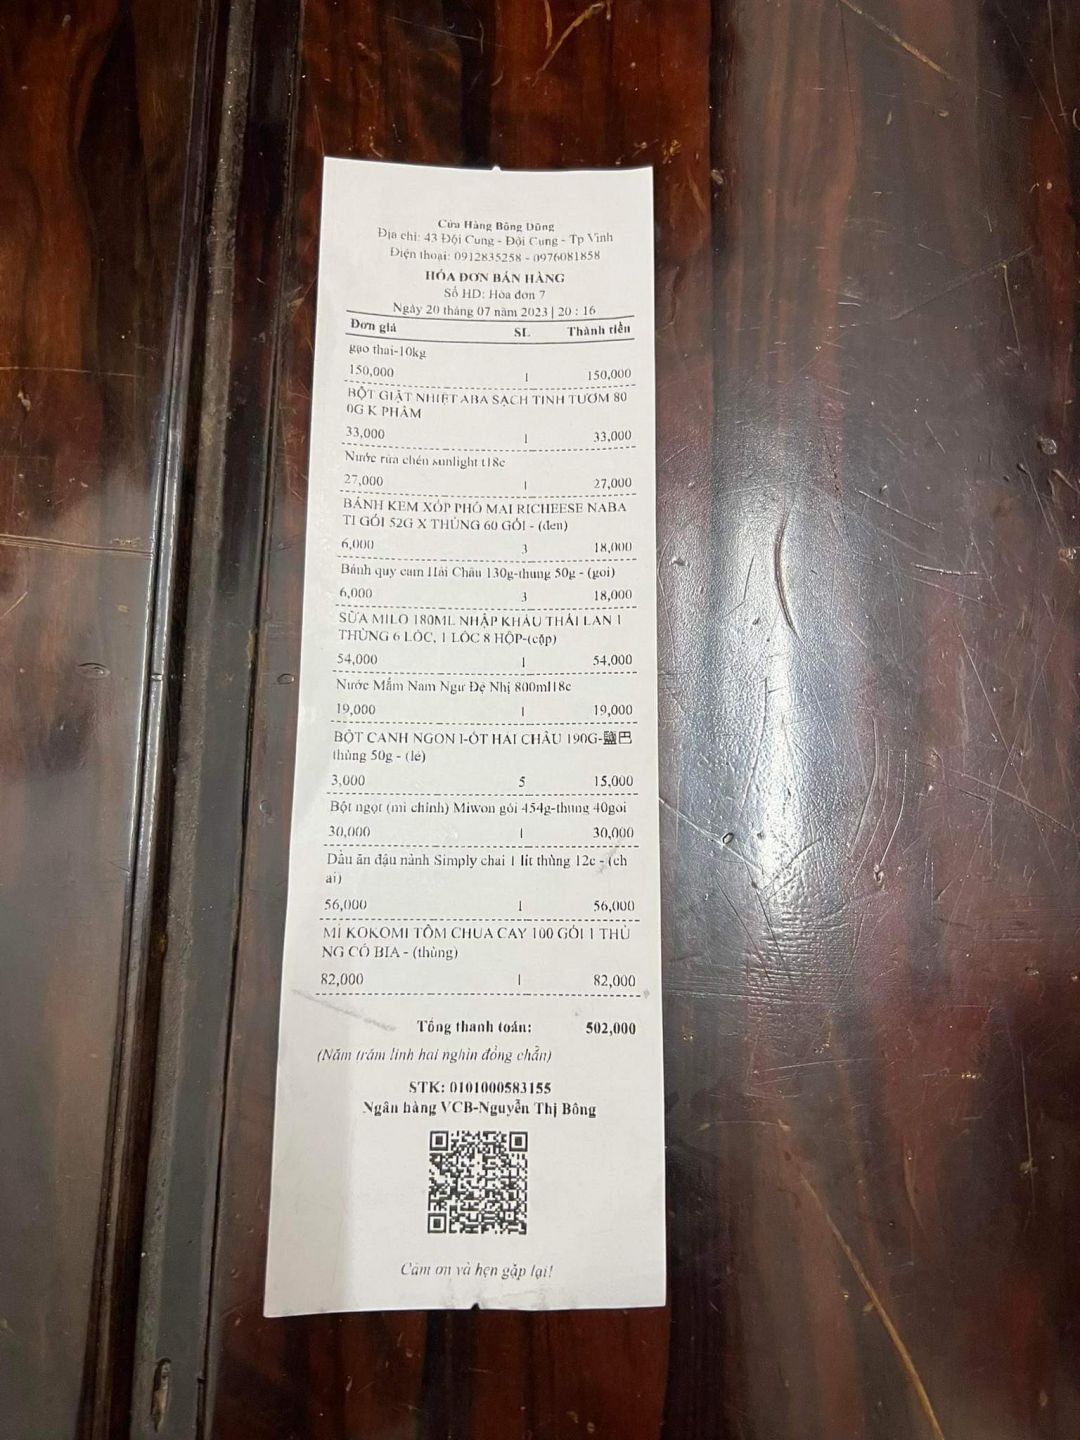 Cửa Hàng Bông Dũng
Địa chỉ: 43 Đội Cung - Đội Cung - Tp Vinh
Điện thoại: 0912835258 - 0976081858
HÓA ĐƠN BÁN HÀNG
Số HD: Hóa đơn 7
Ngày 20 tháng 07 năm 2023 | 20 : 16
Đơn giá SL Thành tiền
gạo thai-10kg
150,000 1 150,000
BỘT GIẶT NHIỆT ABA SẠCH TINH TƯƠM 80
0G K PHẢM
33,000 1 33,000
Nước rửa chén sunlight t18c
27,000 1 27,000
BÁNH KEM XỐP PHÔ MAI RICHEESE NABA
TI GÓI 52G X THÙNG 60 GÓI - (đen)
6,000 3 18,000
Bánh quy cam Hải Châu 130g-thung 50g - (goi)
6,000 3 18,000
SỮA MILO 180ML NHẬP KHẨU THÁI LAN 1
THÙNG 6 LỐC, 1 LỐC 8 HỘP-(cặp)
54,000 1 54,000
Nước Mắm Nam Ngư Đệ Nhị 800ml18c
19,000 1 19,000
BỘT CANH NGON I-ỐT HAI CHÂU 190G-鹽巴
thùng 50g - (lẻ)
3,000 5 15,000
Bột ngọt (mi chính) Miwon gói 454g-thung 40goi
30,000 1 30,000
Dầu ăn đậu nành Simply chai 1 lit thùng 12c - (ch
ai)
56,000 1 56,000
MÌ KOKOMI TÔM CHUA CAY 100 GÓI 1 THÙ
NG CÓ BIA - (thùng)
82,000 1 82,000
Tổng thanh toán: 502,000
(Năm trăm linh hai nghìn đồng chẵn)
STK: 0101000583155
Ngân hàng VCB-Nguyễn Thị Bông
Cảm ơn và hẹn gặp lại!